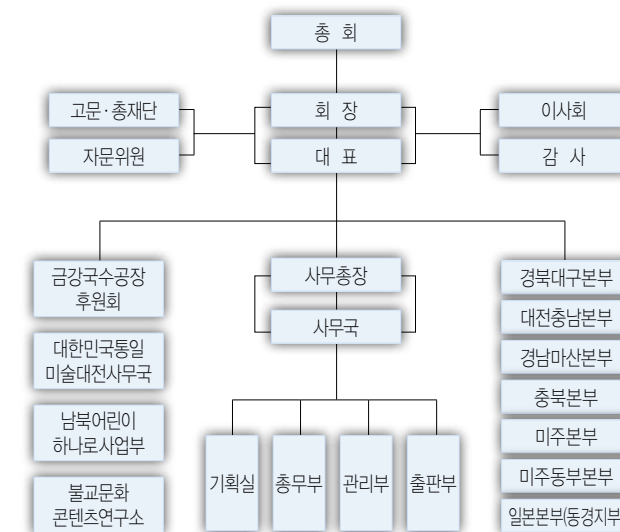 총 회
고문·총재단
회 장
이사회
자문위원
대 표
감 사
금강국수공장
후원회
사무총장
경북대구본부
대전충남본부
사무국
대한민국통일
미술대전사무국
경남마산본부
충북본부
남북어린이
하나로사업부
미주본부
기획실
총무부
관리부
출판부
미주동부본부
불교문화
콘텐츠연구소
일본본부(동경지부